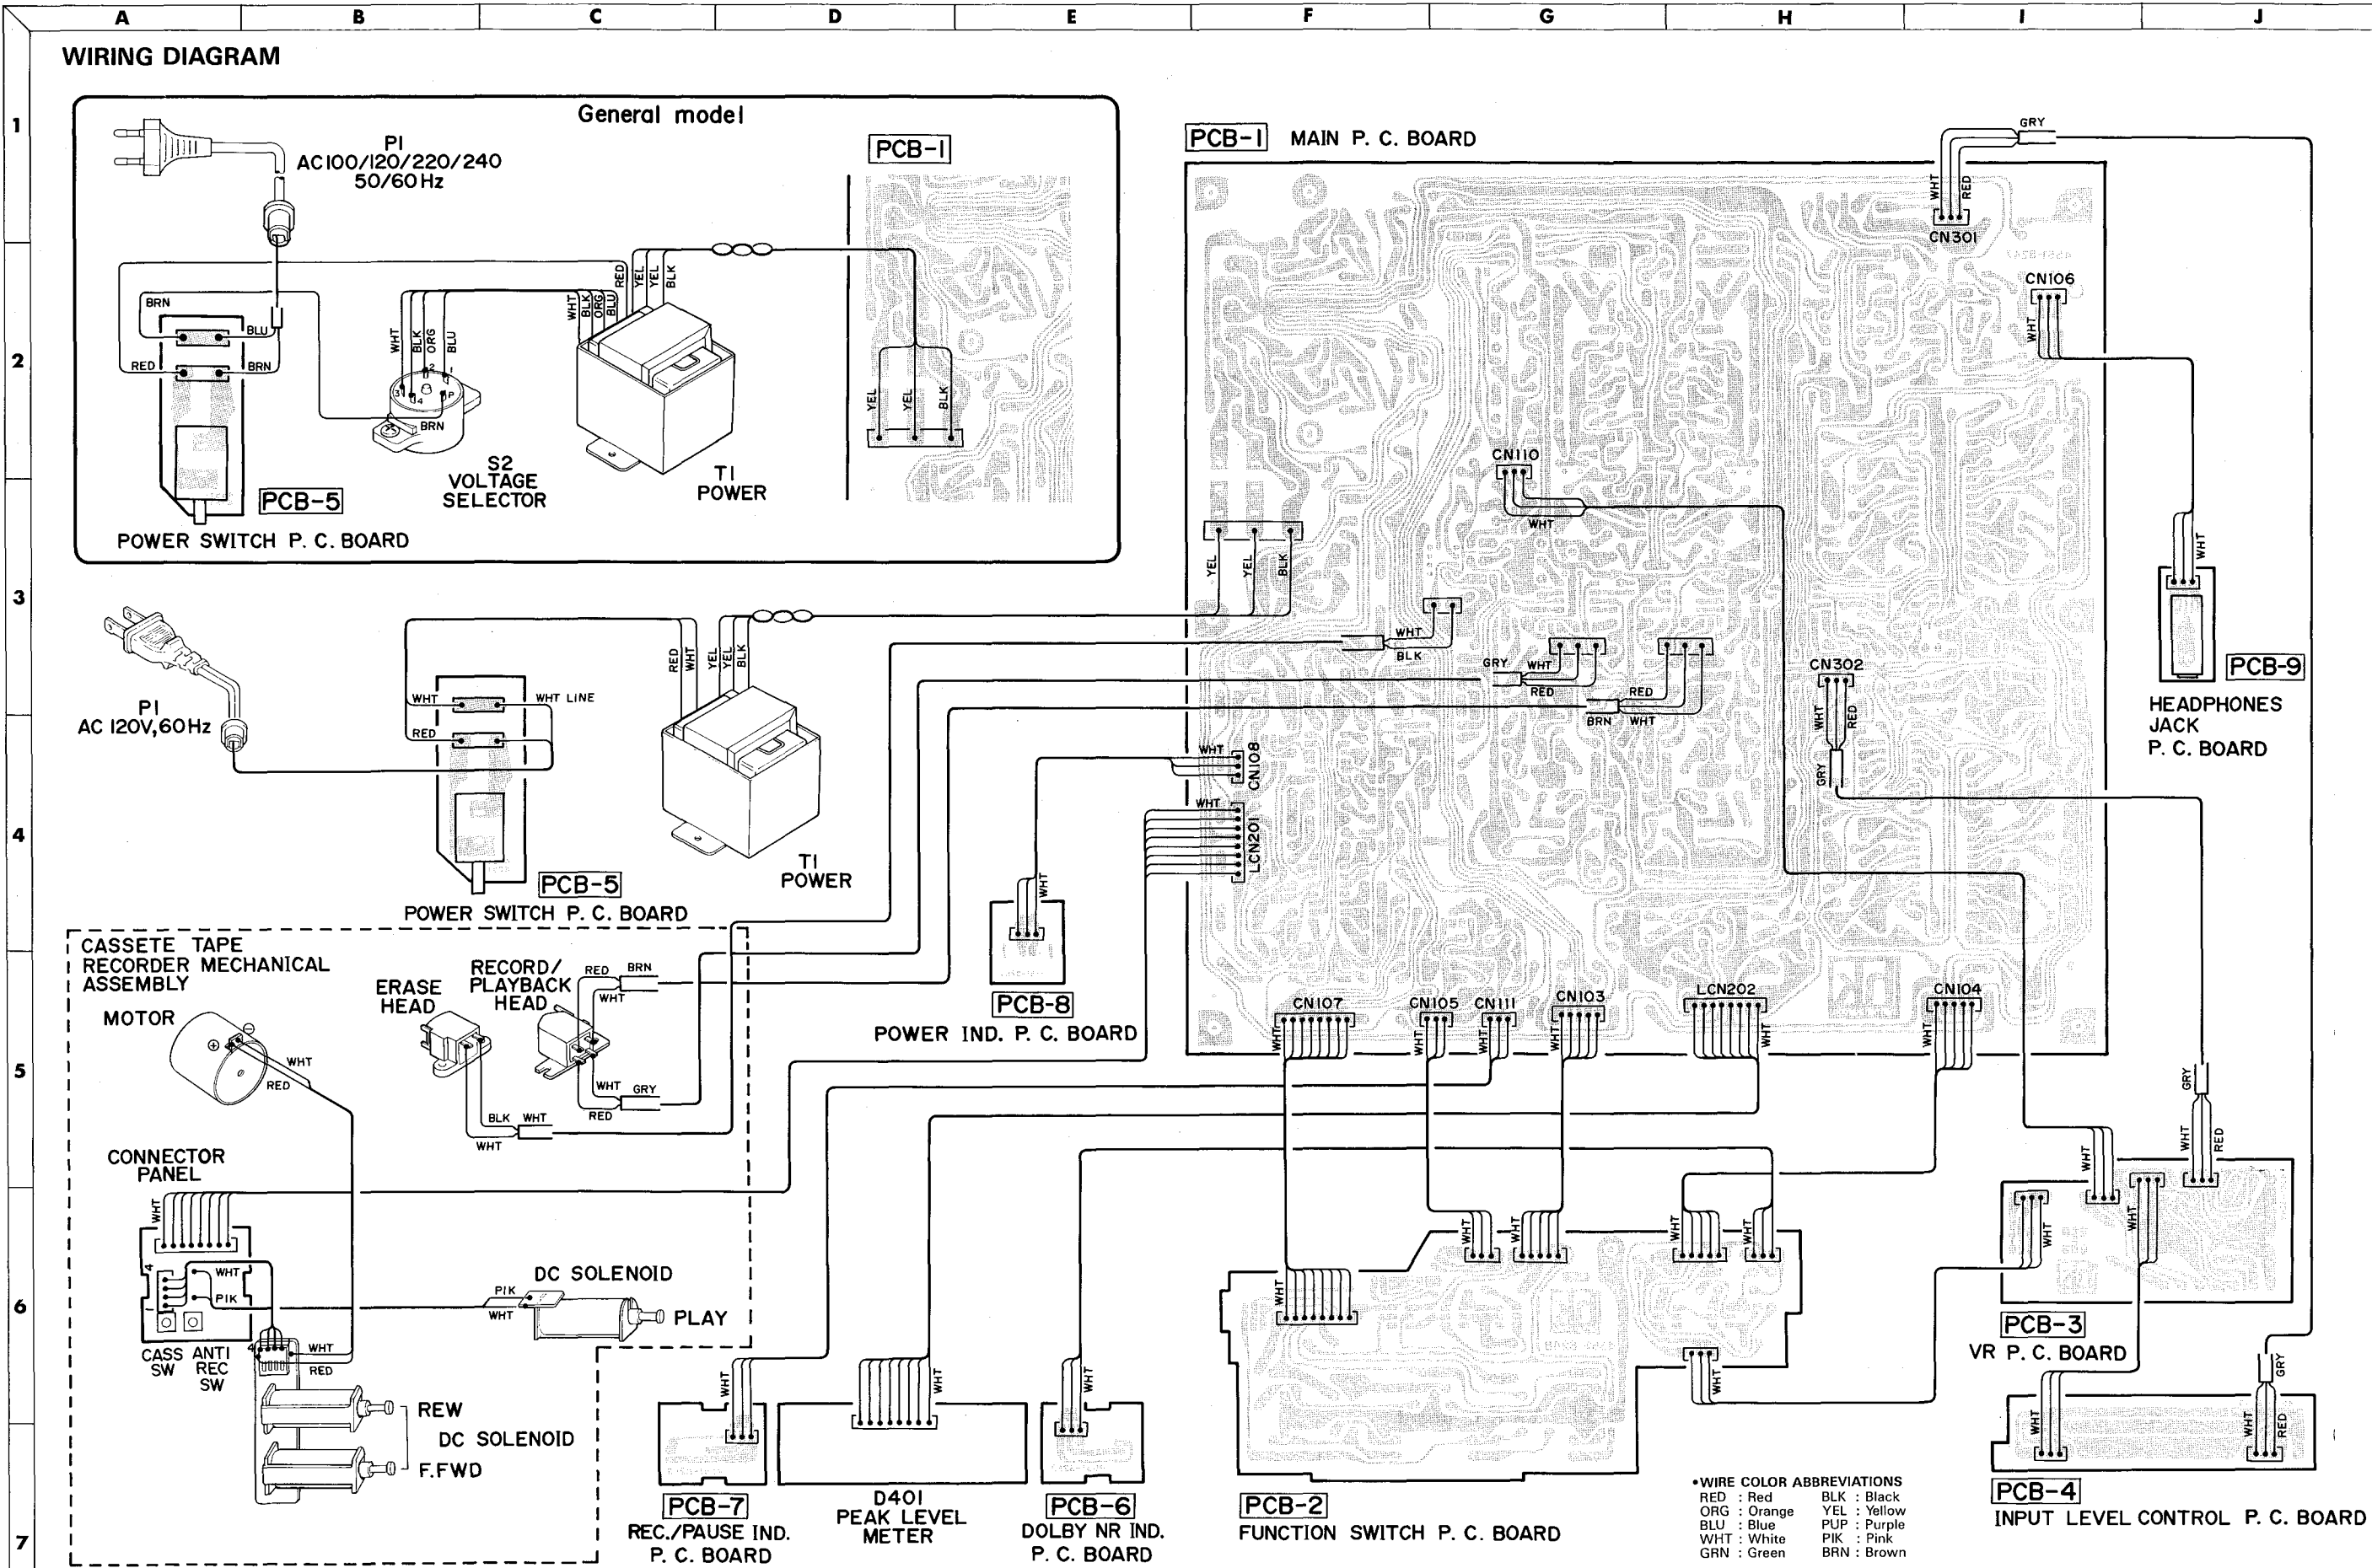 A B C D E F G H I J
WIRING DIAGRAM
1
2
3
4
5
6
7
General model
P1
AC100/120/220/240
50/60 Hz
PCB-1
BRN
BLU
RED
BRN
WHT
BLK
ORG
BLU
3
2
1
4
P
BRN
WHT
BLK
ORG
BLU
RED
YEL
YEL
BLK
YEL
YEL
BLK
S2
VOLTAGE
SELECTOR
T1
POWER
PCB-5
POWER SWITCH P. C. BOARD
P1
AC 120V, 60Hz
WHT
WHT LINE
RED
RED
WHT
YEL
YEL
BLK
T1
POWER
PCB-5
POWER SWITCH P. C. BOARD
PCB-1 MAIN P. C. BOARD
GRY
WHT
RED
CN301
CN106
WHT
CN110
WHT
YEL
YEL
BLK
WHT
BLK
GRY
WHT
RED
RED
BRN
WHT
CN302
WHT
RED
GRY
WHT
CN108
WHT
LCN201
WHT
PCB-9
HEADPHONES
JACK
P. C. BOARD
WHT
PCB-8
POWER IND. P. C. BOARD
CN107
CN105
CN111
CN103
LCN202
CN104
WHT
WHT
WHT
WHT
WHT
WHT
CASSETE TAPE
RECORDER MECHANICAL
ASSEMBLY
MOTOR
⊖
⊕
WHT
RED
ERASE
HEAD
RECORD/
PLAYBACK
HEAD
RED
BRN
WHT
WHT
GRY
RED
BLK
WHT
WHT
CONNECTOR
PANEL
WHT
4
WHT
PIK
1
CASS
SW
ANTI
REC
SW
4
WHT
RED
DC SOLENOID
PIK
WHT
PLAY
REW
DC SOLENOID
F.FWD
WHT
PCB-7
REC./PAUSE IND.
P. C. BOARD
WHT
D401
PEAK LEVEL
METER
WHT
PCB-6
DOLBY NR IND.
P. C. BOARD
WHT
WHT
WHT
WHT
WHT
WHT
PCB-2
FUNCTION SWITCH P. C. BOARD
GRY
WHT
RED
WHT
WHT
WHT
PCB-3
VR P. C. BOARD
GRY
WHT
WHT
RED
PCB-4
INPUT LEVEL CONTROL P. C. BOARD
•WIRE COLOR ABBREVIATIONS
RED : Red BLK : Black
ORG : Orange YEL : Yellow
BLU : Blue PUP : Purple
WHT : White PIK : Pink
GRN : Green BRN : Brown